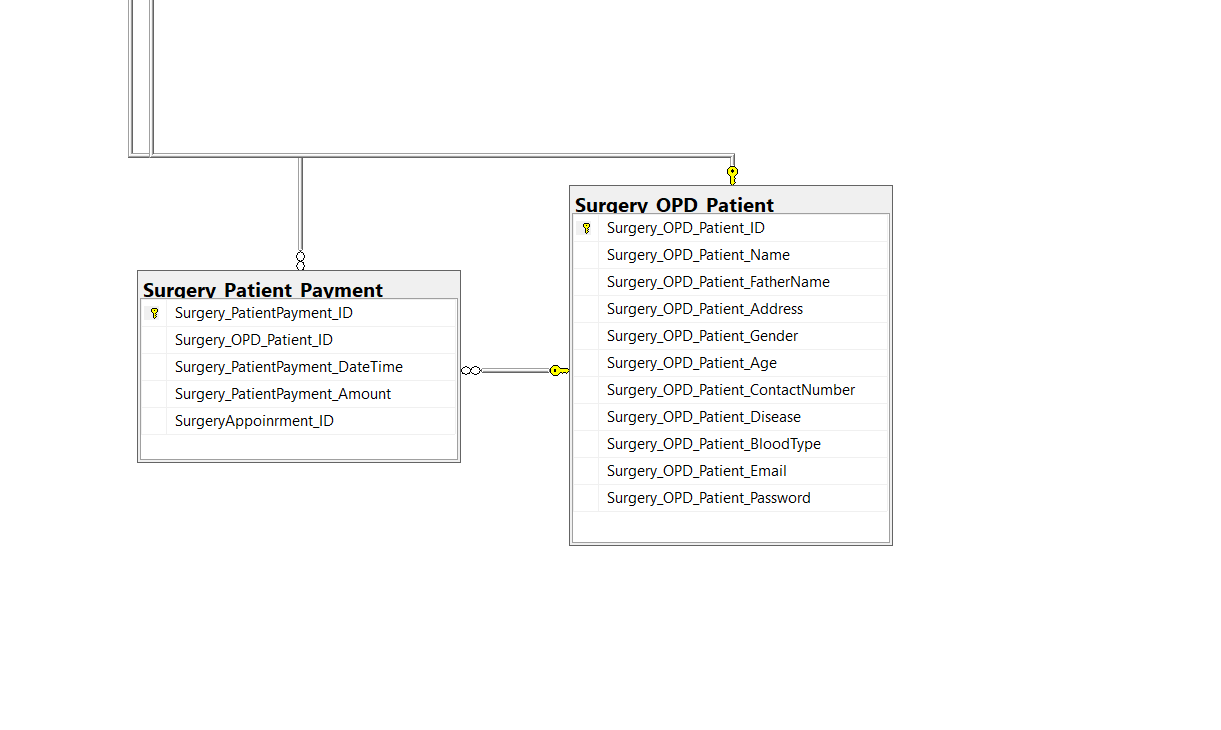 Surgery_OPD_Patient
Surgery_OPD_Patient_ID
Surgery_OPD_Patient_Name
Surgery_OPD_Patient_FatherName
Surgery_OPD_Patient_Address
Surgery_OPD_Patient_Gender
Surgery_OPD_Patient_Age
Surgery_OPD_Patient_ContactNumber
Surgery_OPD_Patient_Disease
Surgery_OPD_Patient_BloodType
Surgery_OPD_Patient_Email
Surgery_OPD_Patient_Password
Surgery_Patient_Payment
Surgery_PatientPayment_ID
Surgery_OPD_Patient_ID
Surgery_PatientPayment_DateTime
Surgery_PatientPayment_Amount
SurgeryAppoinrment_ID